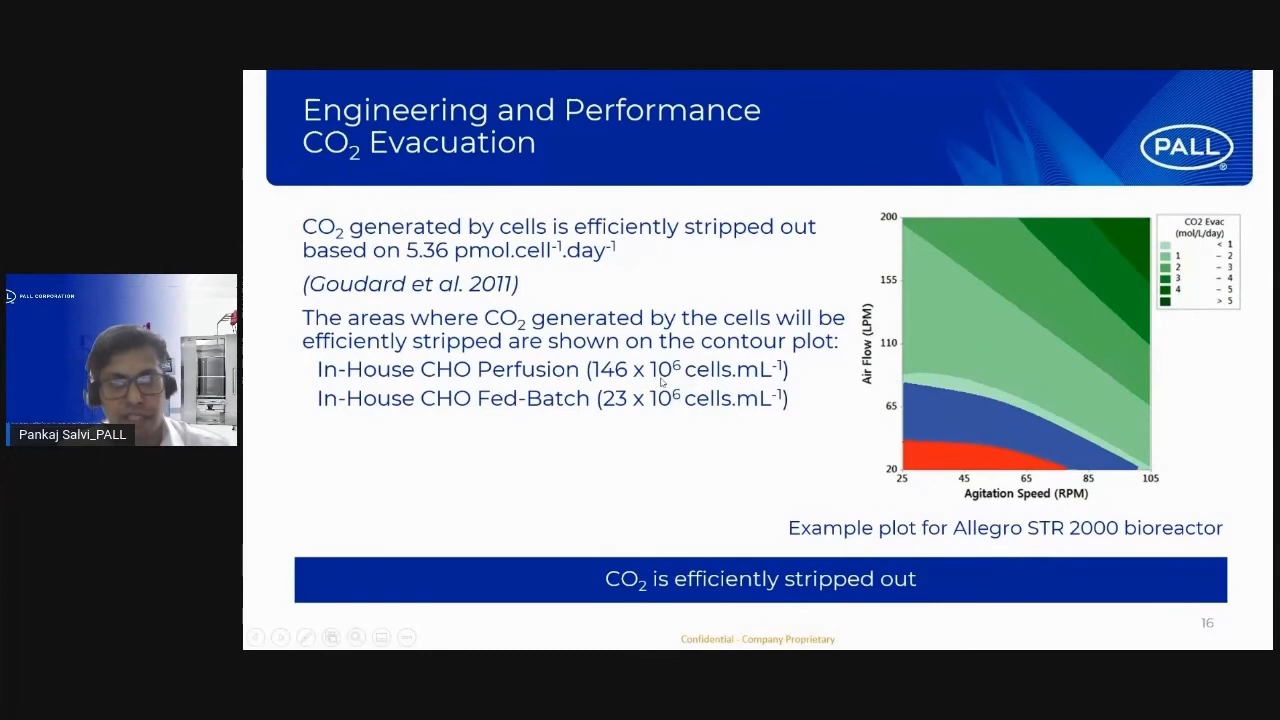 Engineering and Performance
CO₂ Evacuation
PALL
®
CO₂ generated by cells is efficiently stripped out
based on 5.36 pmol.cell⁻¹.day⁻¹
(Goudard et al. 2011)
The areas where CO₂ generated by the cells will be
efficiently stripped are shown on the contour plot:
In-House CHO Perfusion (146 x 10⁶ cells.mL⁻¹)
In-House CHO Fed-Batch (23 x 10⁶ cells.mL⁻¹)
Air Flow (LPM)
200
155
110
65
20
25 45 65 85 105
Agitation Speed (RPM)
CO2 Evac
(mol/L/day)
< 1
1 – 2
2 – 3
3 – 4
4 – 5
> 5
Example plot for Allegro STR 2000 bioreactor
CO₂ is efficiently stripped out
16
Confidential - Company Proprietary
PALL CORPORATION
Pankaj Salvi_PALL